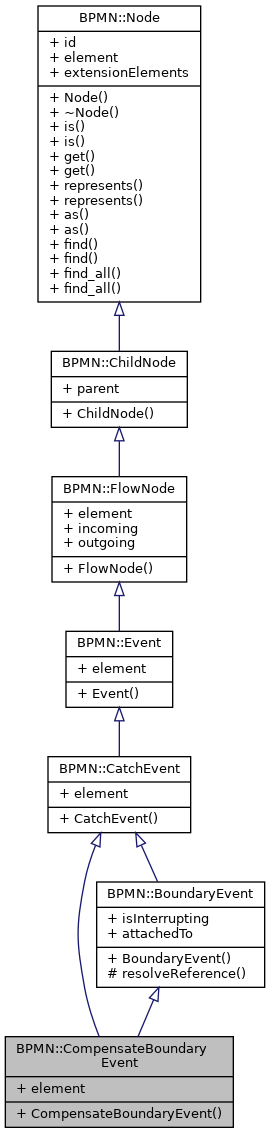 BPMN::Node
+ id
+ element
+ extensionElements
+ Node()
+ ~Node()
+ is()
+ is()
+ get()
+ get()
+ represents()
+ represents()
+ as()
+ as()
+ find()
+ find()
+ find_all()
+ find_all()
BPMN::ChildNode
+ parent
+ ChildNode()
BPMN::FlowNode
+ element
+ incoming
+ outgoing
+ FlowNode()
BPMN::Event
+ element
+ Event()
BPMN::CatchEvent
+ element
+ CatchEvent()
BPMN::BoundaryEvent
+ isInterrupting
+ attachedTo
+ BoundaryEvent()
# resolveReference()
BPMN::CompensateBoundary
Event
+ element
+ CompensateBoundaryEvent()